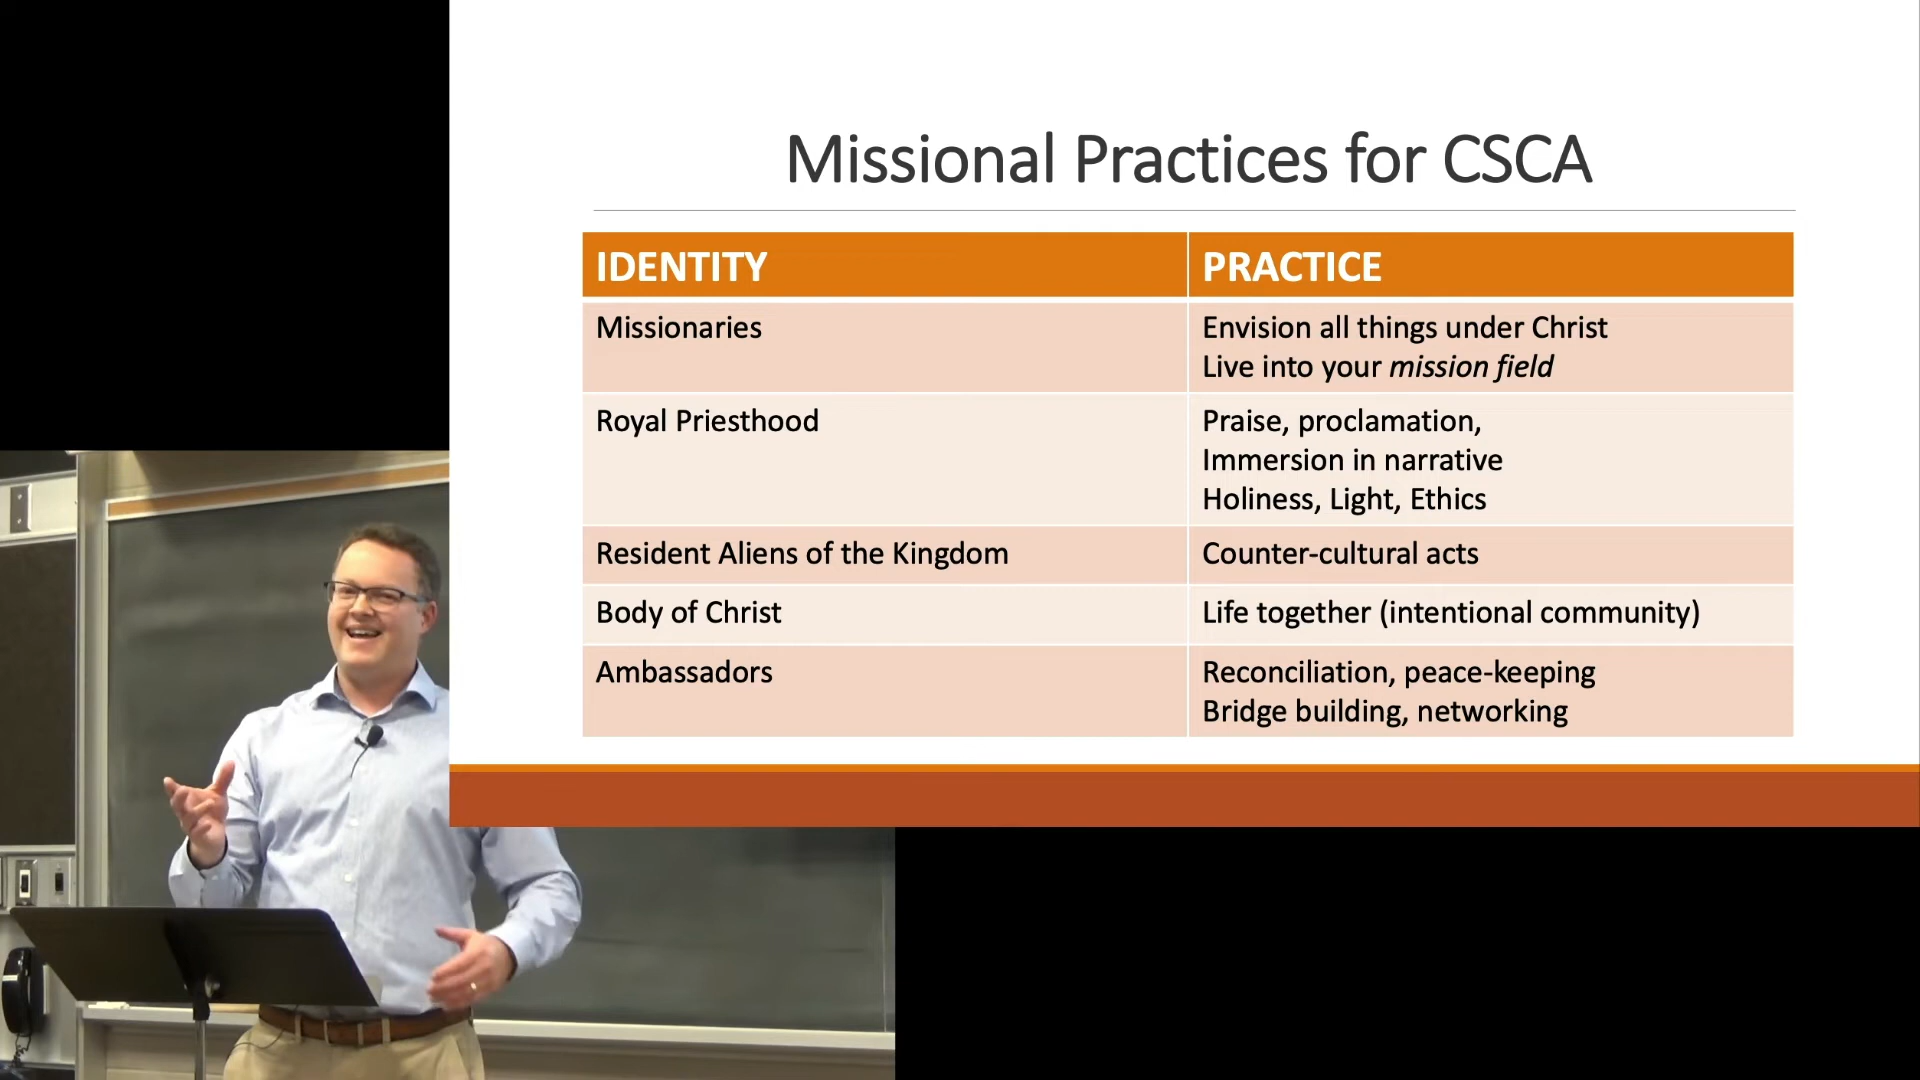 Missional Practices for CSCA
IDENTITY
PRACTICE
Missionaries
Envision all things under Christ
Live into your mission field
Royal Priesthood
Praise, proclamation,
Immersion in narrative
Holiness, Light, Ethics
Resident Aliens of the Kingdom
Counter-cultural acts
Body of Christ
Life together (intentional community)
Ambassadors
Reconciliation, peace-keeping
Bridge building, networking